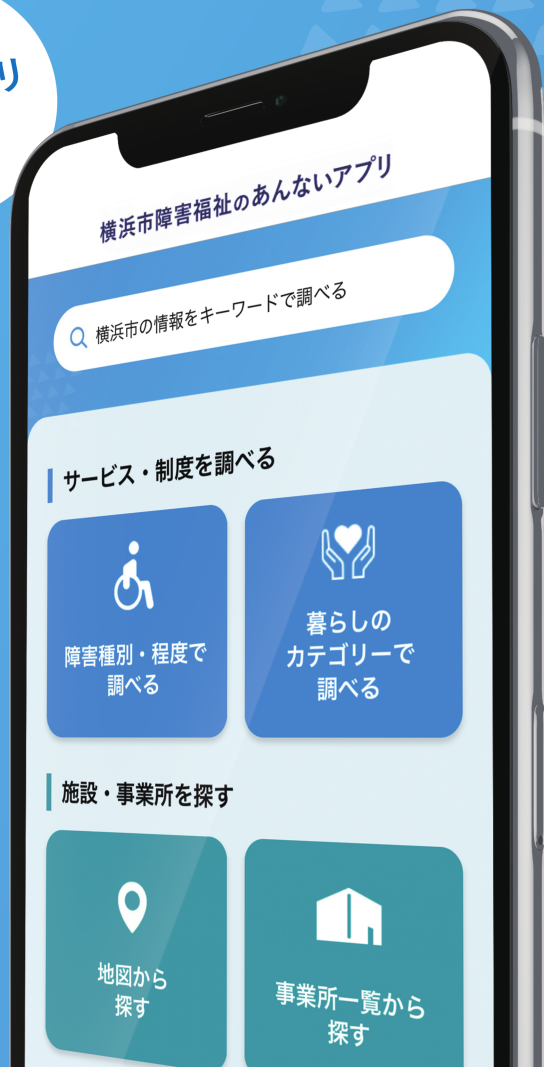 リ
横浜市障害福祉のあんないアプリ
横浜市の情報をキーワードで調べる
サービス・制度を調べる
障害種別・程度で
調べる
暮らしの
カテゴリーで
調べる
施設・事業所を探す
地図から
探す
事業所一覧から
探す